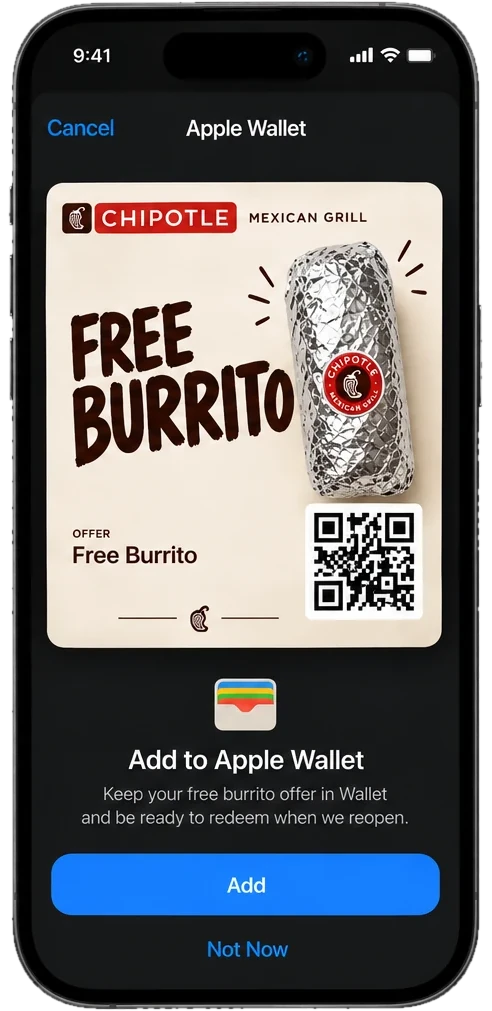 9:41
Cancel
Apple Wallet
CHIPOTLE MEXICAN GRILL
FREE
BURRITO
CHIPOTLE
MEXICAN GRILL
OFFER
Free Burrito
Add to Apple Wallet
Keep your free burrito offer in Wallet
and be ready to redeem when we reopen.
Add
Not Now